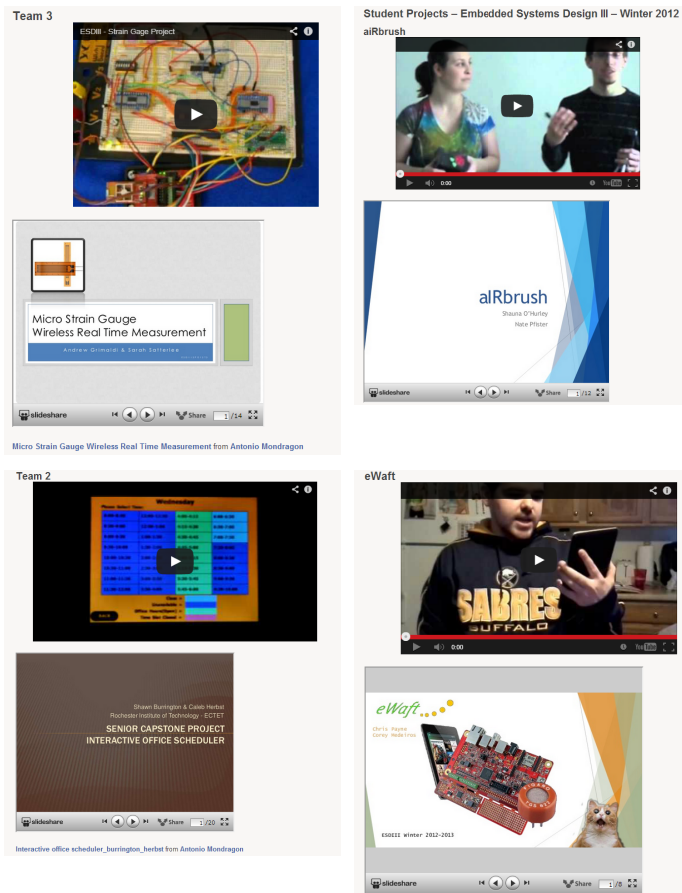 Team 3
ESDIII - Strain Gage Project
Micro Strain Gauge
Wireless Real Time Measurement
Andrew Grimaldi & Sarah Satterlee
slideshare
Share
1 /14
Micro Strain Gauge Wireless Real Time Measurement from Antonio Mondragon
Student Projects – Embedded Systems Design III – Winter 2012
aiRbrush
0:00
YouTube
aIRbrush
Shauna O'Hurley
Nate Pfister
slideshare
Share
1 /12
Team 2
Wednesday
Please Select Time:
Shawn Burrington & Caleb Herbst
Rochester Institute of Technology - ECTET
SENIOR CAPSTONE PROJECT
INTERACTIVE OFFICE SCHEDULER
slideshare
Share
1 /20
Interactive office scheduler_burrington_herbst from Antonio Mondragon
eWaft
SABRES
BUFFALO
0:00
YouTube
eWaft
Chris Payne
Corey Medeiros
ESDIII Winter 2012-2013
slideshare
Share
1 /8